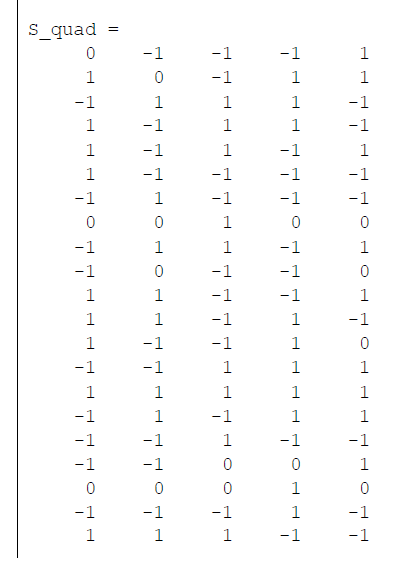 S_quad =
0 -1 -1 -1 1
1 0 -1 1 1
-1 1 1 1 -1
1 -1 1 1 -1
1 -1 1 -1 1
1 -1 -1 -1 -1
-1 1 -1 -1 -1
0 0 1 0 0
-1 1 1 -1 1
-1 0 -1 -1 0
1 1 -1 -1 1
1 1 -1 1 -1
1 -1 -1 1 0
-1 -1 1 1 1
1 1 1 1 1
-1 1 -1 1 1
-1 -1 1 -1 -1
-1 -1 0 0 1
0 0 0 1 0
-1 -1 -1 1 -1
1 1 1 -1 -1